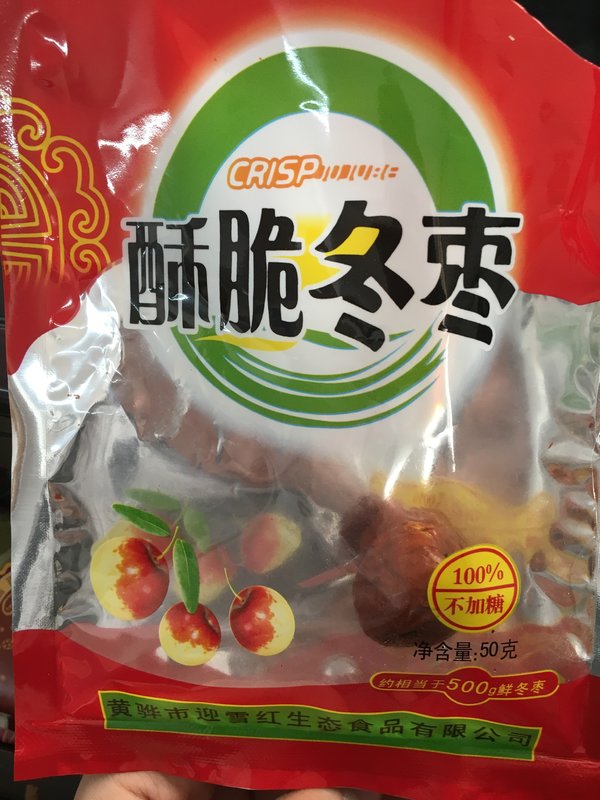 CRISP JUJUBE
酥脆冬枣
100%
不加糖
净含量:50克
约相当于500g鲜冬枣
黄骅市迎雪红生态食品有限公司